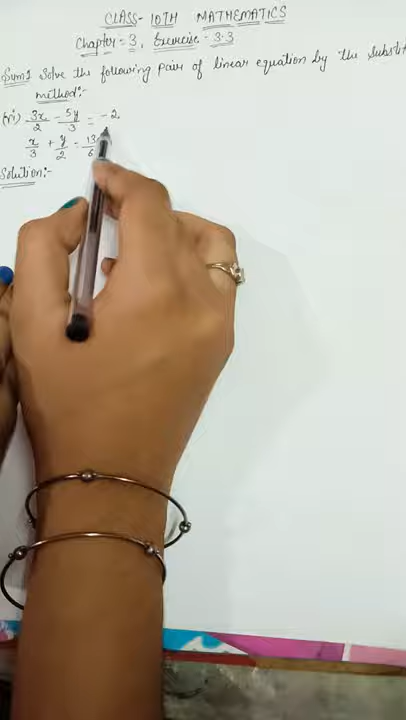 CLASS- 10TH MATHEMATICS
Chapter = 3, Exercise - 3.3
Sum1 Solve the following pair of linear equation by the
method:-
(vi) 3x/2 - 5y/3 = -2.
x/3 + y/2 = 13/6
Solution:-